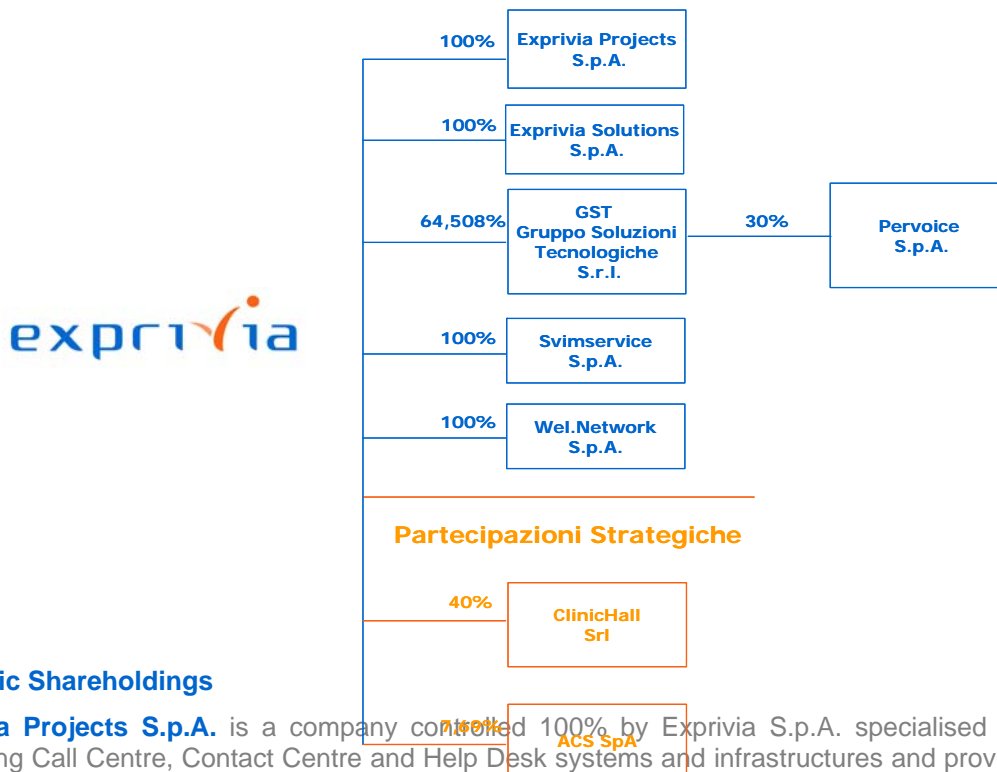 100%
Exprivia Projects
S.p.A.
100%
Exprivia Solutions
S.p.A.
64,508%
GST
Gruppo Soluzioni
Tecnologiche
S.r.l.
30%
Pervoice
S.p.A.
exprivia
100%
Svimservice
S.p.A.
100%
Wel.Network
S.p.A.
Partecipazioni Strategiche
40%
ClinicHall
Srl
ic Shareholdings
7,69%
ACS SpA
a Projects S.p.A. is a company controlled 100% by Exprivia S.p.A. specialised
ng Call Centre, Contact Centre and Help Desk systems and infrastructures and prov